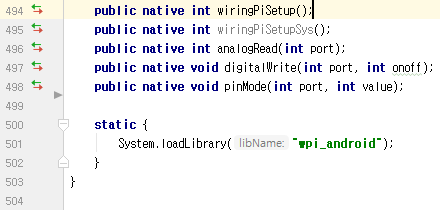 494 public native int wiringPiSetup();
495 public native int wiringPiSetupSys();
496 public native int analogRead(int port);
497 public native void digitalWrite(int port, int onoff);
498 public native void pinMode(int port, int value);
499
500 static {
501 System.loadLibrary( libName: "wpi_android");
502 }
503 }
504